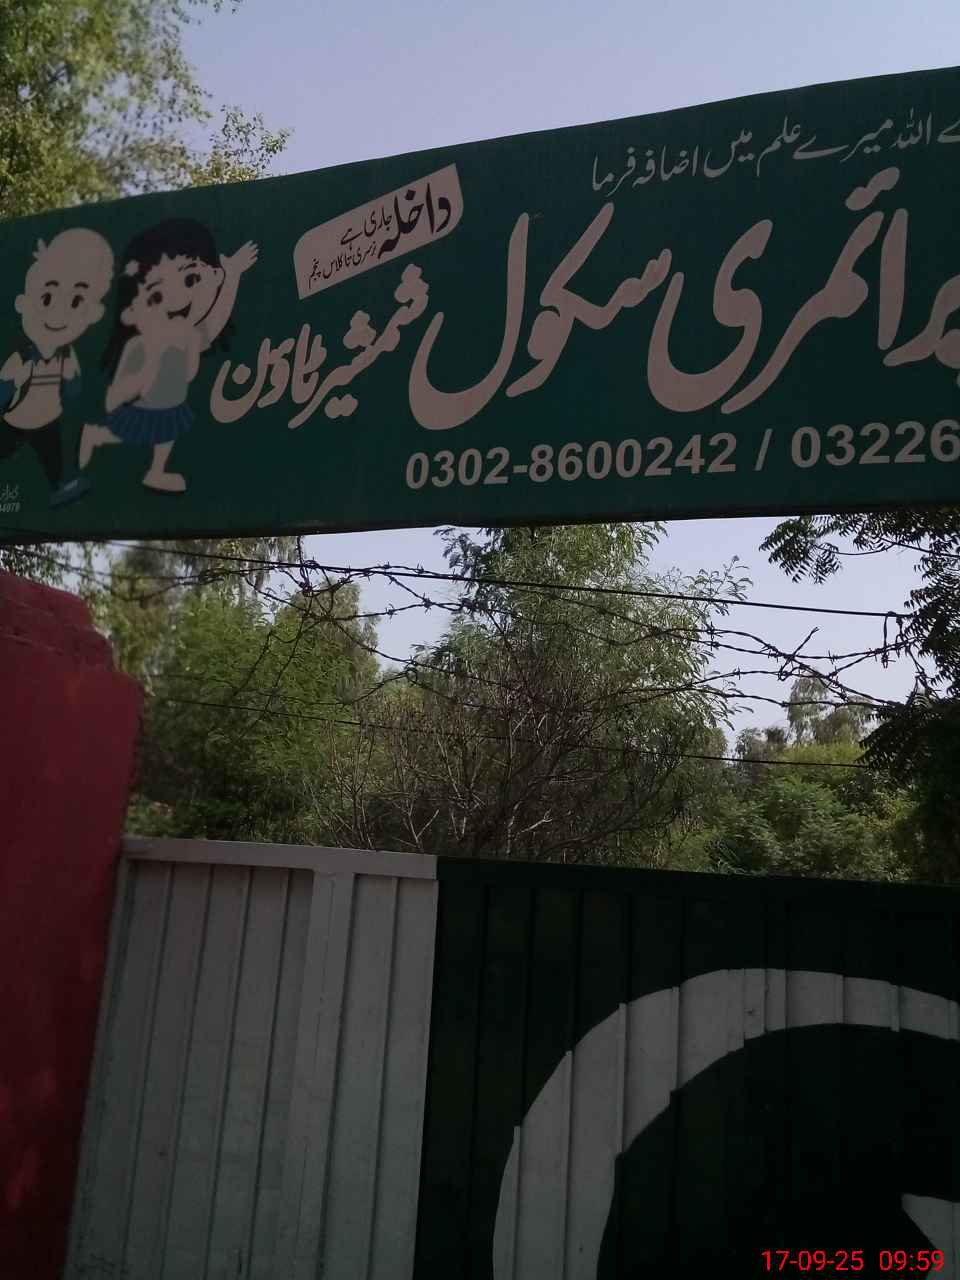 اللہ میرے علم میں اضافہ فرما
داخلہ جاری ہے
نرسری تا کلاس پنجم
پرائمری سکول شمشیر ٹاؤن
0302-8600242 / 03226
4979
17-09-25 09:59